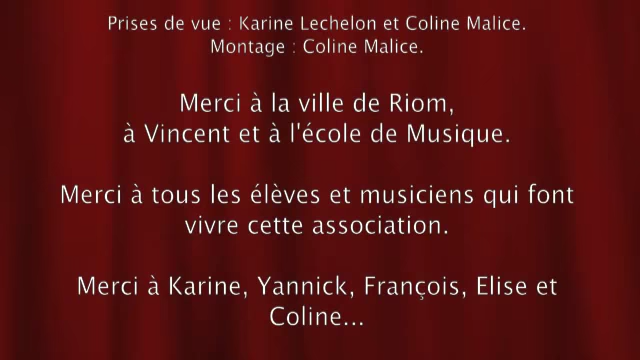 Prises de vue : Karine Lechelon et Coline Malice.
Montage : Coline Malice.
Merci à la ville de Riom,
à Vincent et à l'école de Musique.
Merci à tous les élèves et musiciens qui font
vivre cette association.
Merci à Karine, Yannick, François, Elise et
Coline...